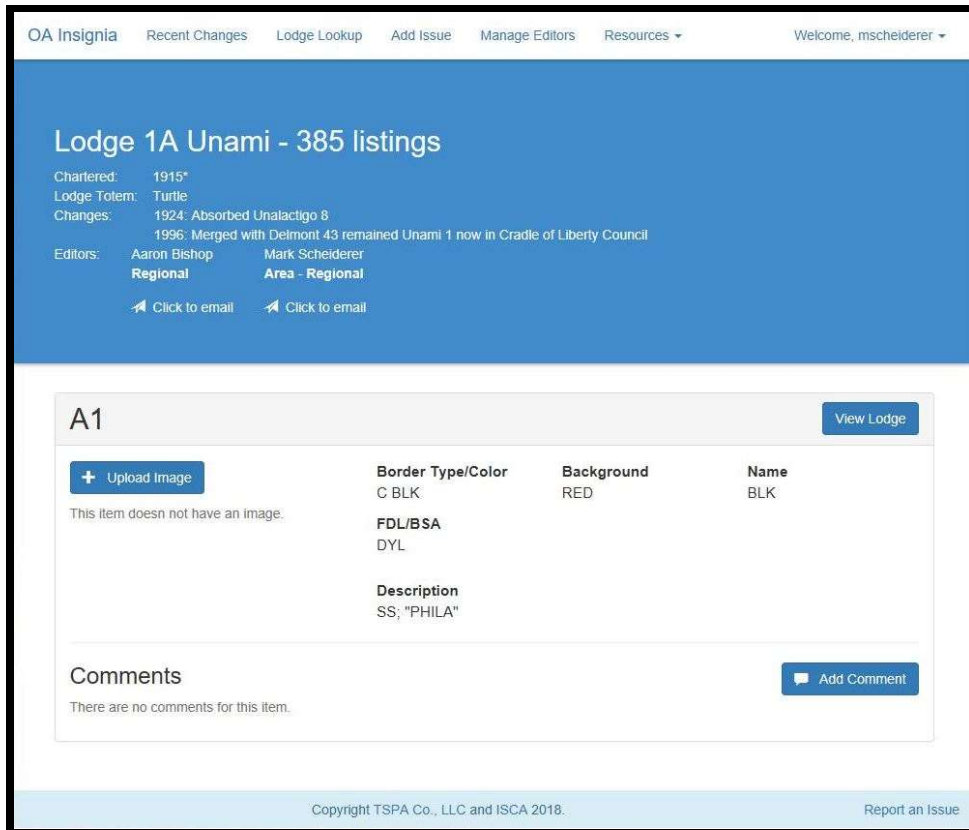 OA Insignia Recent Changes Lodge Lookup Add Issue Manage Editors Resources Welcome, mscheiderer
Lodge 1A Unami - 385 listings
Chartered: 1915*
Lodge Totem: Turtle
Changes: 1924: Absorbed Unalactigo 8
1996: Merged with Delmont 43 remained Unami 1 now in Cradle of Liberty Council
Editors: Aaron Bishop Mark Scheiderer
Regional Area - Regional
Click to email Click to email
A1 View Lodge
Upload Image
This item doesn not have an image.
Border Type/Color Background Name
C BLK RED BLK
FDL/BSA
DYL
Description
SS; "PHILA"
Comments Add Comment
There are no comments for this item.
Copyright TSPA Co., LLC and ISCA 2018. Report an Issue